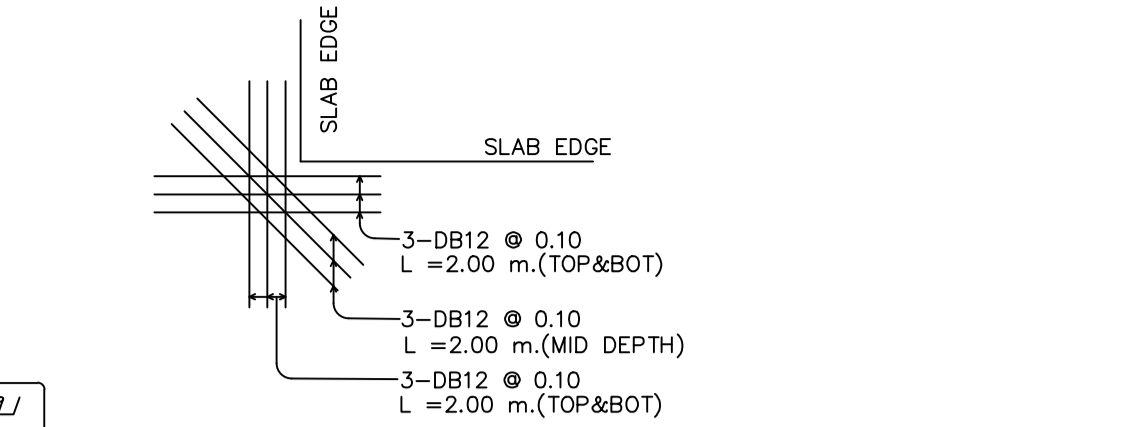 SLAB EDGE
SLAB EDGE
3-DB12 @ 0.10
L =2.00 m.(TOP&BOT)
3-DB12 @ 0.10
L =2.00 m.(MID DEPTH)
3-DB12 @ 0.10
L =2.00 m.(TOP&BOT)